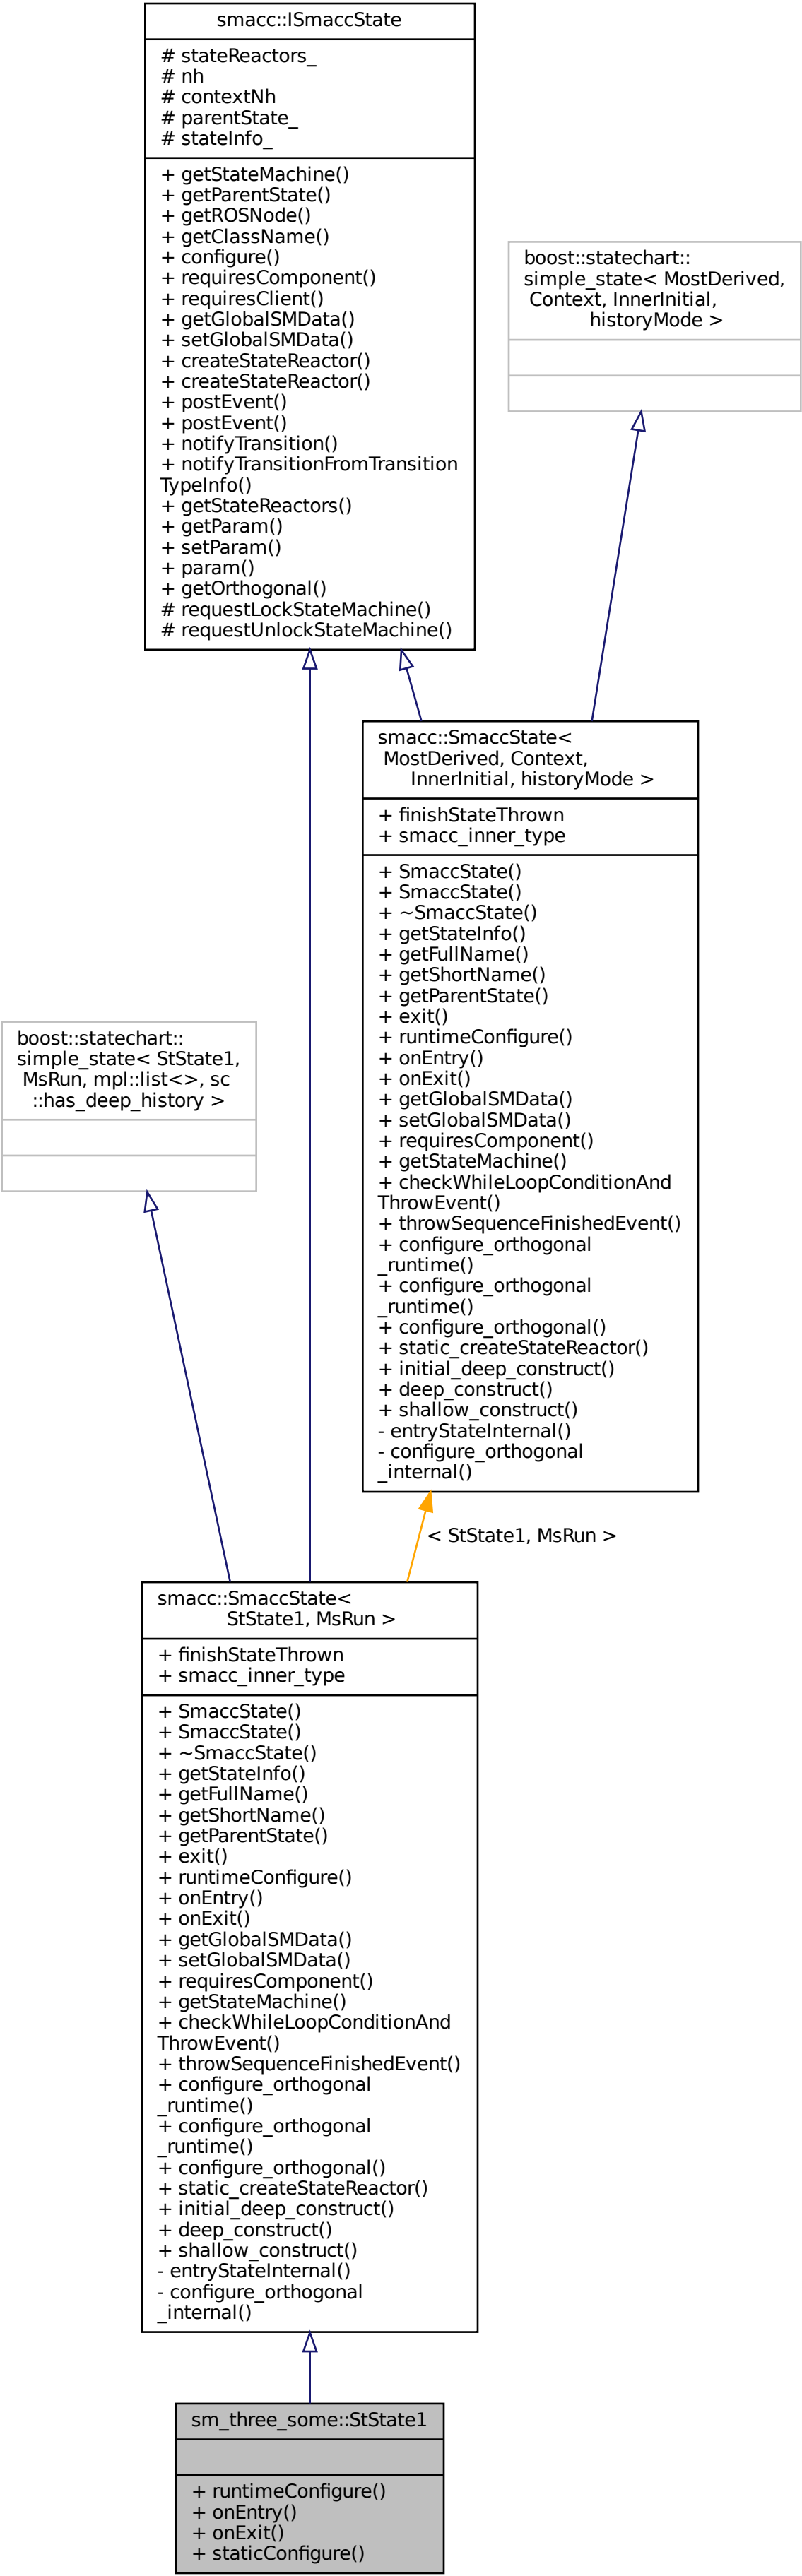 smacc::ISmaccState
# stateReactors_
# nh
# contextNh
# parentState_
# stateInfo_
+ getStateMachine()
+ getParentState()
+ getROSNode()
+ getClassName()
+ configure()
+ requiresComponent()
+ requiresClient()
+ getGlobalSMData()
+ setGlobalSMData()
+ createStateReactor()
+ createStateReactor()
+ postEvent()
+ postEvent()
+ notifyTransition()
+ notifyTransitionFromTransition
TypeInfo()
+ getStateReactors()
+ getParam()
+ setParam()
+ param()
+ getOrthogonal()
# requestLockStateMachine()
# requestUnlockStateMachine()
boost::statechart::
simple_state< MostDerived,
Context, InnerInitial,
historyMode >
smacc::SmaccState<
MostDerived, Context,
InnerInitial, historyMode >
+ finishStateThrown
+ smacc_inner_type
+ SmaccState()
+ SmaccState()
+ ~SmaccState()
+ getStateInfo()
+ getFullName()
+ getShortName()
+ getParentState()
+ exit()
+ runtimeConfigure()
+ onEntry()
+ onExit()
+ getGlobalSMData()
+ setGlobalSMData()
+ requiresComponent()
+ getStateMachine()
+ checkWhileLoopConditionAnd
ThrowEvent()
+ throwSequenceFinishedEvent()
+ configure_orthogonal
_runtime()
+ configure_orthogonal
_runtime()
+ configure_orthogonal()
+ static_createStateReactor()
+ initial_deep_construct()
+ deep_construct()
+ shallow_construct()
- entryStateInternal()
- configure_orthogonal
_internal()
boost::statechart::
simple_state< StState1,
MsRun, mpl::list<>, sc
::has_deep_history >
< StState1, MsRun >
smacc::SmaccState<
StState1, MsRun >
+ finishStateThrown
+ smacc_inner_type
+ SmaccState()
+ SmaccState()
+ ~SmaccState()
+ getStateInfo()
+ getFullName()
+ getShortName()
+ getParentState()
+ exit()
+ runtimeConfigure()
+ onEntry()
+ onExit()
+ getGlobalSMData()
+ setGlobalSMData()
+ requiresComponent()
+ getStateMachine()
+ checkWhileLoopConditionAnd
ThrowEvent()
+ throwSequenceFinishedEvent()
+ configure_orthogonal
_runtime()
+ configure_orthogonal
_runtime()
+ configure_orthogonal()
+ static_createStateReactor()
+ initial_deep_construct()
+ deep_construct()
+ shallow_construct()
- entryStateInternal()
- configure_orthogonal
_internal()
sm_three_some::StState1
+ runtimeConfigure()
+ onEntry()
+ onExit()
+ staticConfigure()